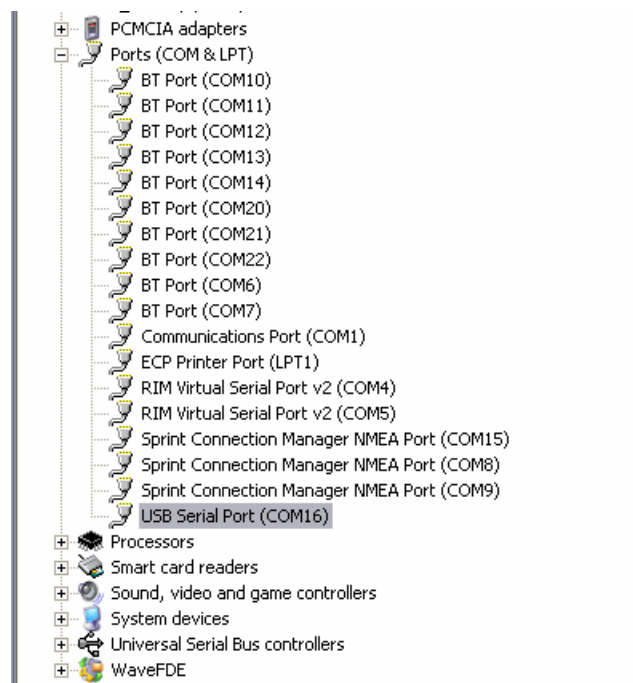 PCMCIA adapters
Ports (COM & LPT)
BT Port (COM10)
BT Port (COM11)
BT Port (COM12)
BT Port (COM13)
BT Port (COM14)
BT Port (COM20)
BT Port (COM21)
BT Port (COM22)
BT Port (COM6)
BT Port (COM7)
Communications Port (COM1)
ECP Printer Port (LPT1)
RIM Virtual Serial Port v2 (COM4)
RIM Virtual Serial Port v2 (COM5)
Sprint Connection Manager NMEA Port (COM15)
Sprint Connection Manager NMEA Port (COM8)
Sprint Connection Manager NMEA Port (COM9)
USB Serial Port (COM16)
Processors
Smart card readers
Sound, video and game controllers
System devices
Universal Serial Bus controllers
WaveFDE